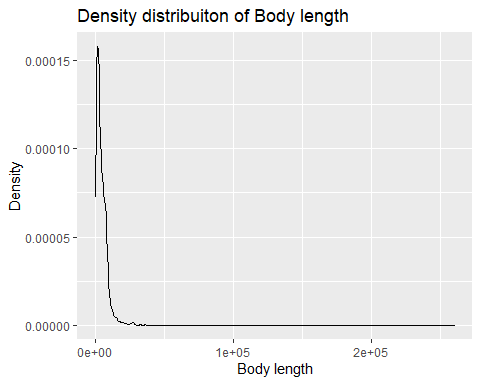 Density distribuiton of Body length
0.00015
0.00010
0.00005
0.00000
Density
0e+00 1e+05 2e+05
Body length